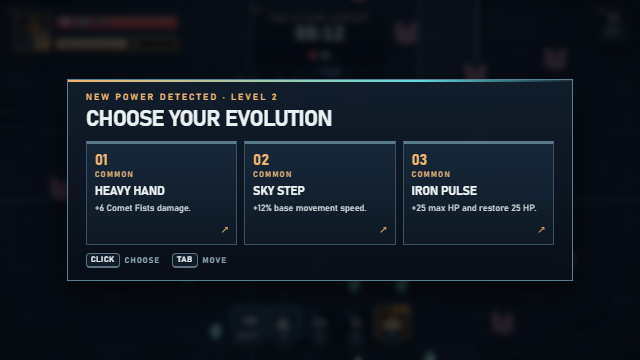 NEW POWER DETECTED · LEVEL 2
CHOOSE YOUR EVOLUTION
01
COMMON
HEAVY HAND
+6 Comet Fists damage.
↗
02
COMMON
SKY STEP
+12% base movement speed.
↗
03
COMMON
IRON PULSE
+25 max HP and restore 25 HP.
↗
CLICK CHOOSE TAB MOVE